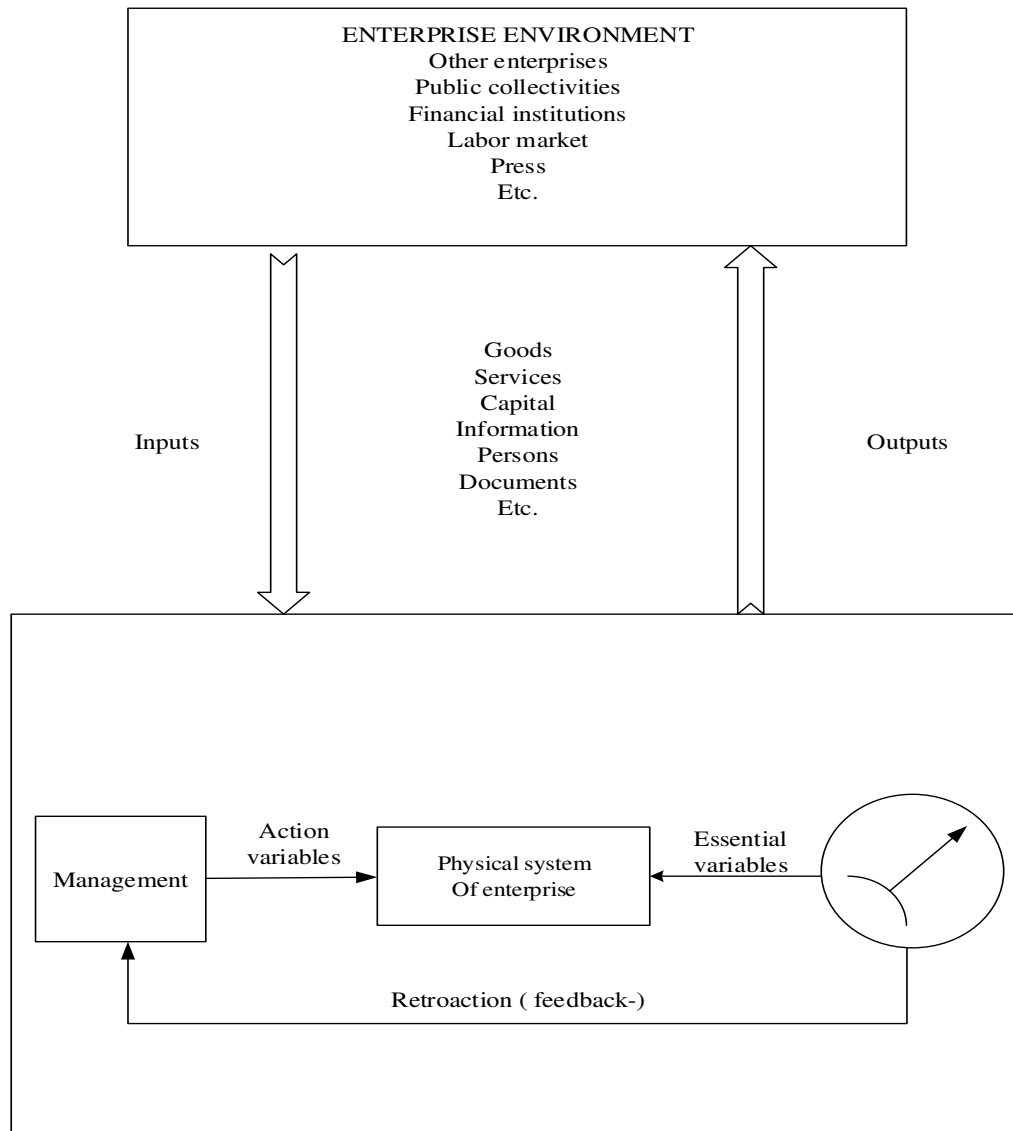 ENTERPRISE ENVIRONMENT
Other enterprises
Public collectivities
Financial institutions
Labor market
Press
Etc.
Inputs
Goods
Services
Capital
Information
Persons
Documents
Etc.
Outputs
Management
Action
variables
Physical system
Of enterprise
Essential
variables
Retroaction ( feedback-)